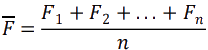 F̅ = (F₁ + F₂ + … + Fₙ) / n